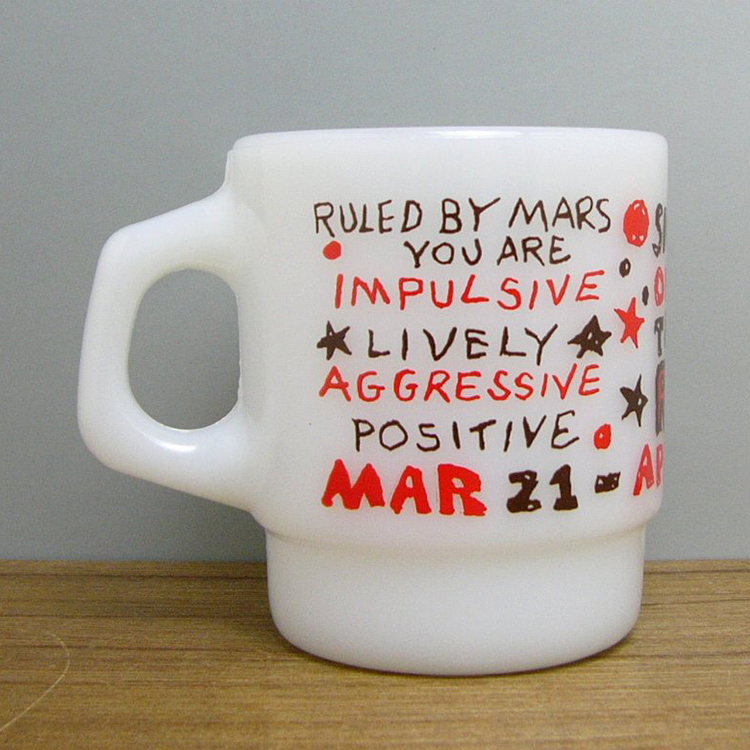 RULED BY MARS
YOU ARE
IMPULSIVE
LIVELY
AGGRESSIVE
POSITIVE
MAR 21 -